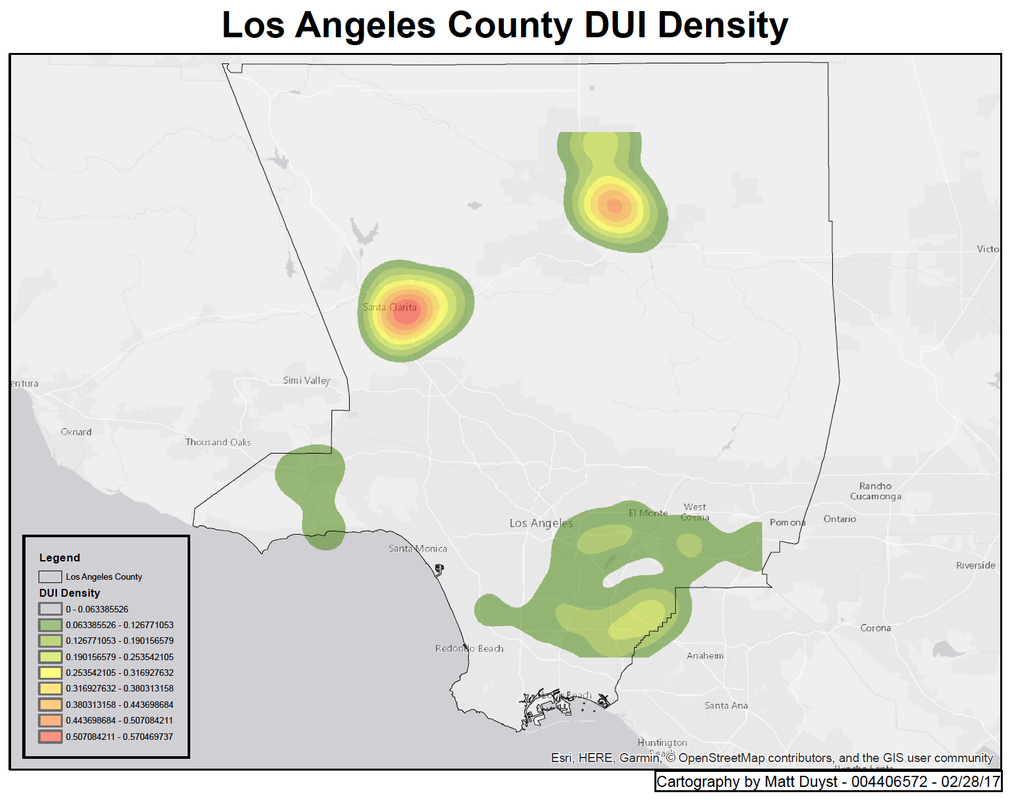 Los Angeles County DUI Density
Victo
Santa Clarita
Simi Valley
entura
Oxnard
Thousand Oaks
Rancho
Cucamonga
West
Covina
El Monte
Los Angeles
Pomona
Ontario
Santa Monica
Riverside
Corona
Redondo Beach
Anaheim
Beach
Santa Ana
Huntington
Legend
Los Angeles County
DUI Density
0 - 0.063385526
0.063385526 - 0.126771053
0.126771053 - 0.190156579
0.190156579 - 0.253542105
0.253542105 - 0.316927632
0.316927632 - 0.380313158
0.380313158 - 0.443698684
0.443698684 - 0.507084211
0.507084211 - 0.570469737
Esri, HERE, Garmin, © OpenStreetMap contributors, and the GIS user community
Cartography by Matt Duyst - 004406572 - 02/28/17